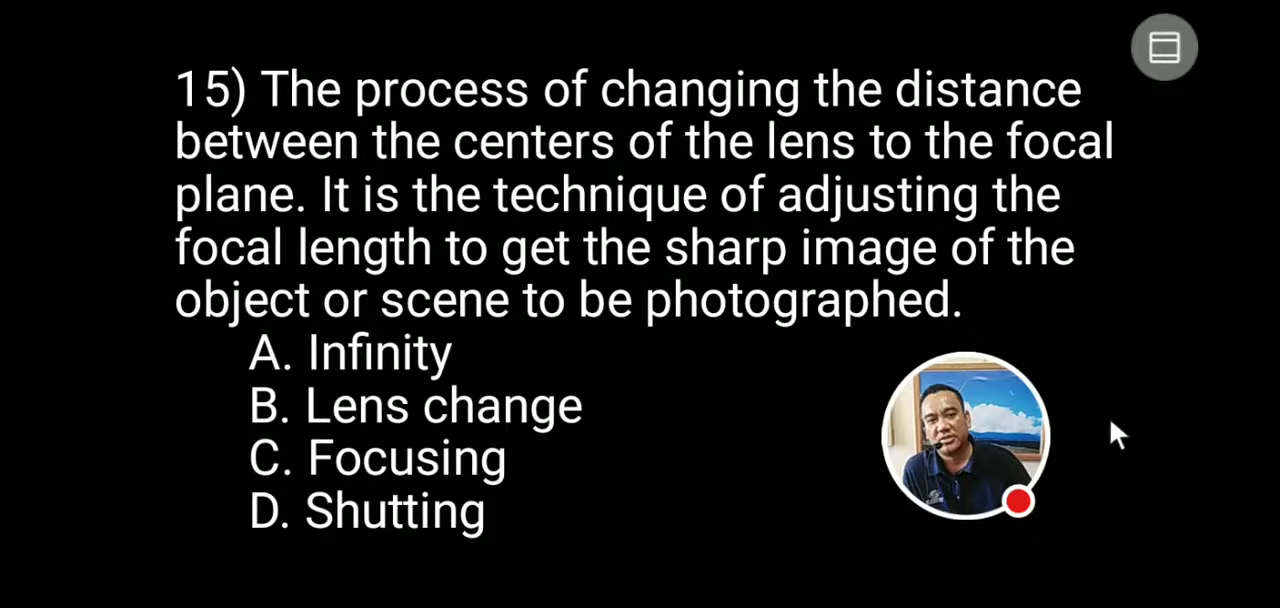 15) The process of changing the distance
between the centers of the lens to the focal
plane. It is the technique of adjusting the
focal length to get the sharp image of the
object or scene to be photographed.
A. Infinity
B. Lens change
C. Focusing
D. Shutting